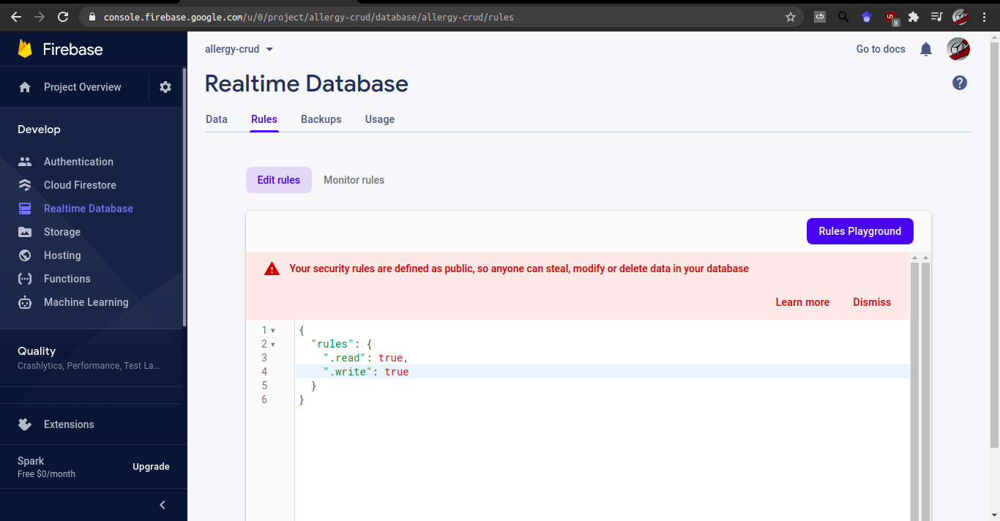 console.firebase.google.com/u/0/project/allergy-crud/database/allergy-crud/rules
8
Firebase
Project Overview
Develop
Authentication
Cloud Firestore
Realtime Database
Storage
Hosting
Functions
Machine Learning
Quality
Crashlytics, Performance, Test La...
Extensions
Spark
Free $0/month
Upgrade
allergy-crud
Go to docs
Realtime Database
?
Data Rules Backups Usage
Edit rules Monitor rules
Rules Playground
Your security rules are defined as public, so anyone can steal, modify or delete data in your database
Learn more Dismiss
1 {
2 "rules": {
3 ".read": true,
4 ".write": true
5 }
6 }